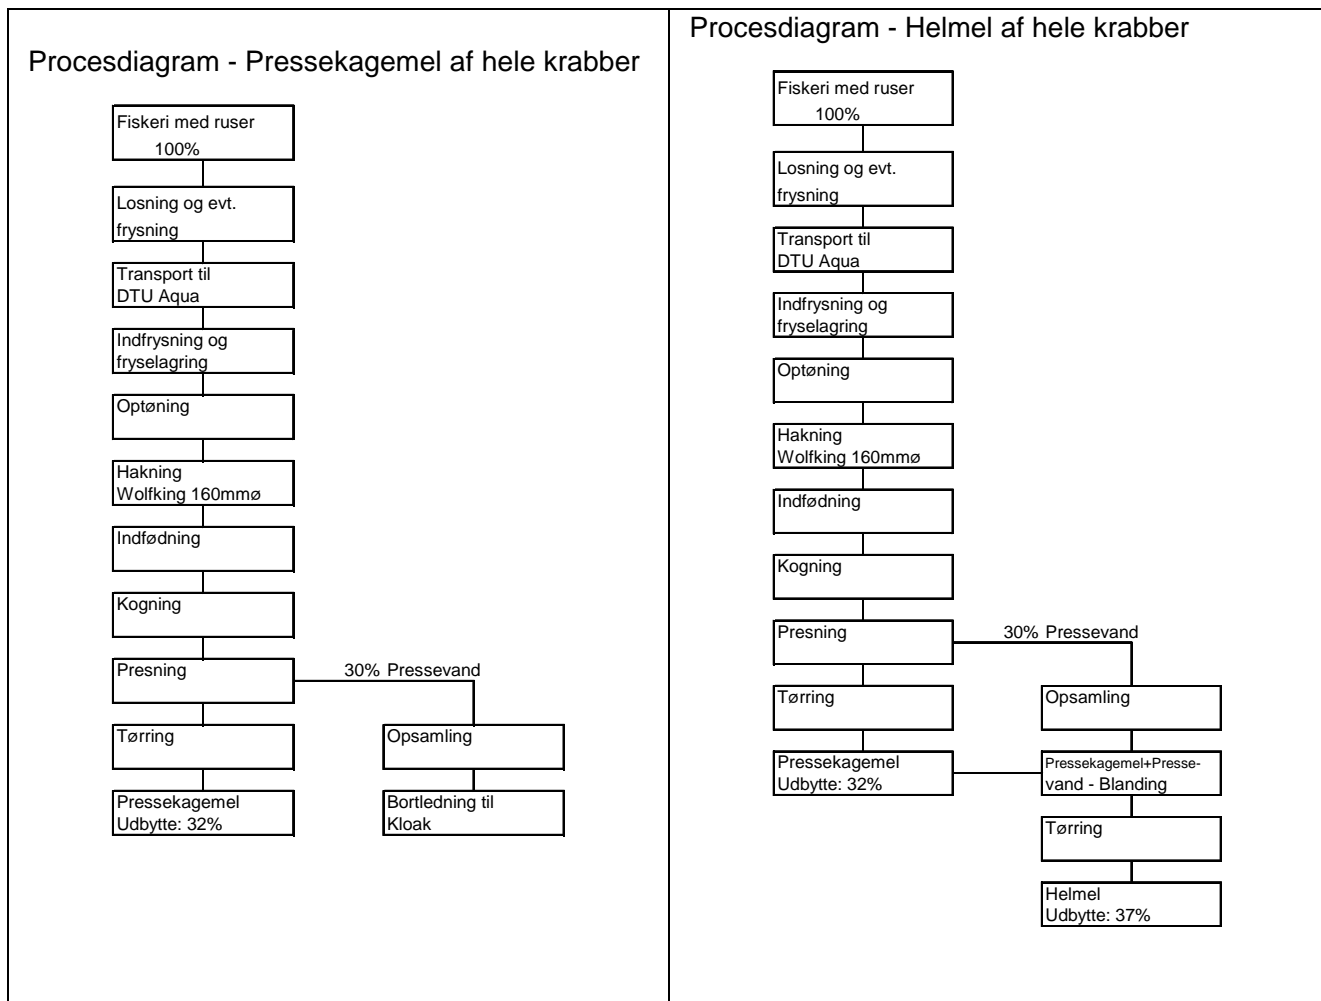 Procesdiagram - Pressekagemel af hele krabber
Fiskeri med ruser
100%
Losning og evt.
frysning
Transport til
DTU Aqua
Indfrysning og
fryselagring
Optøning
Hakning
Wolfking 160mmø
Indfødning
Kogning
Presning
30% Pressevand
Tørring
Opsamling
Pressekagemel
Udbytte: 32%
Bortledning til
Kloak
Procesdiagram - Helmel af hele krabber
Fiskeri med ruser
100%
Losning og evt.
frysning
Transport til
DTU Aqua
Indfrysning og
fryselagring
Optøning
Hakning
Wolfking 160mmø
Indfødning
Kogning
Presning
30% Pressevand
Tørring
Opsamling
Pressekagemel
Udbytte: 32%
Pressekagemel+Presse-
vand - Blanding
Tørring
Helmel
Udbytte: 37%